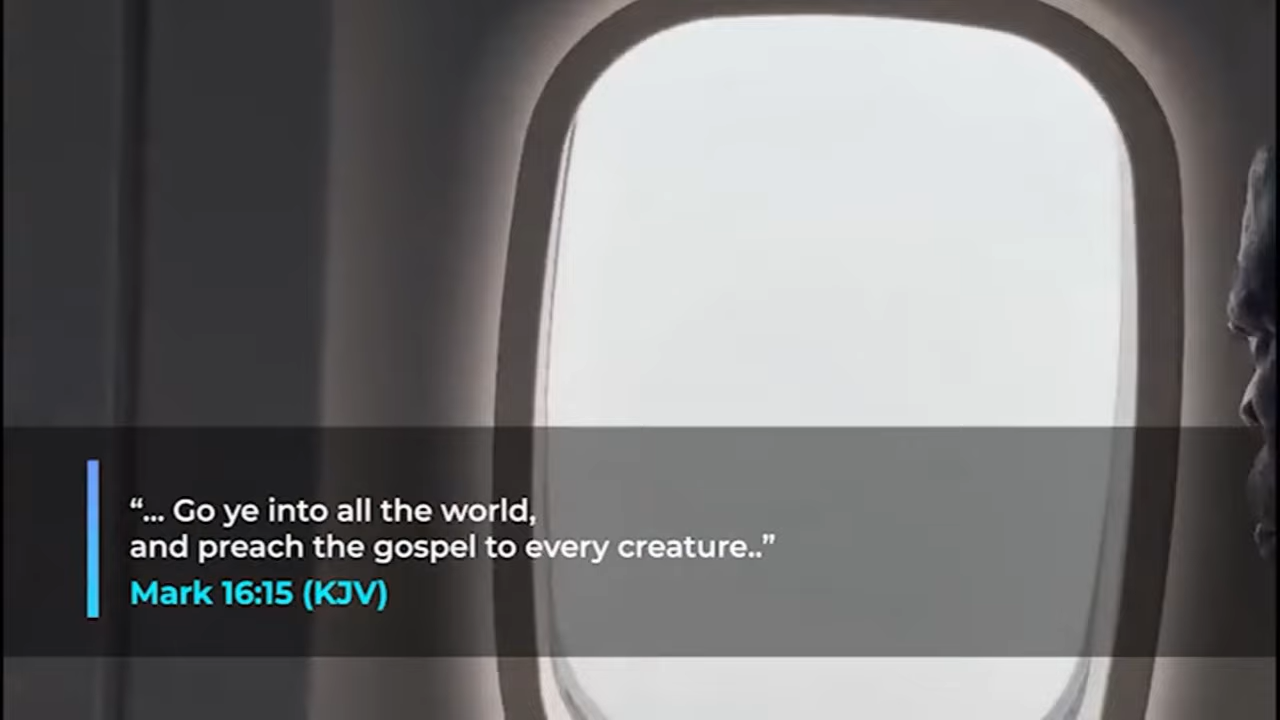 “... Go ye into all the world,
and preach the gospel to every creature..”
Mark 16:15 (KJV)